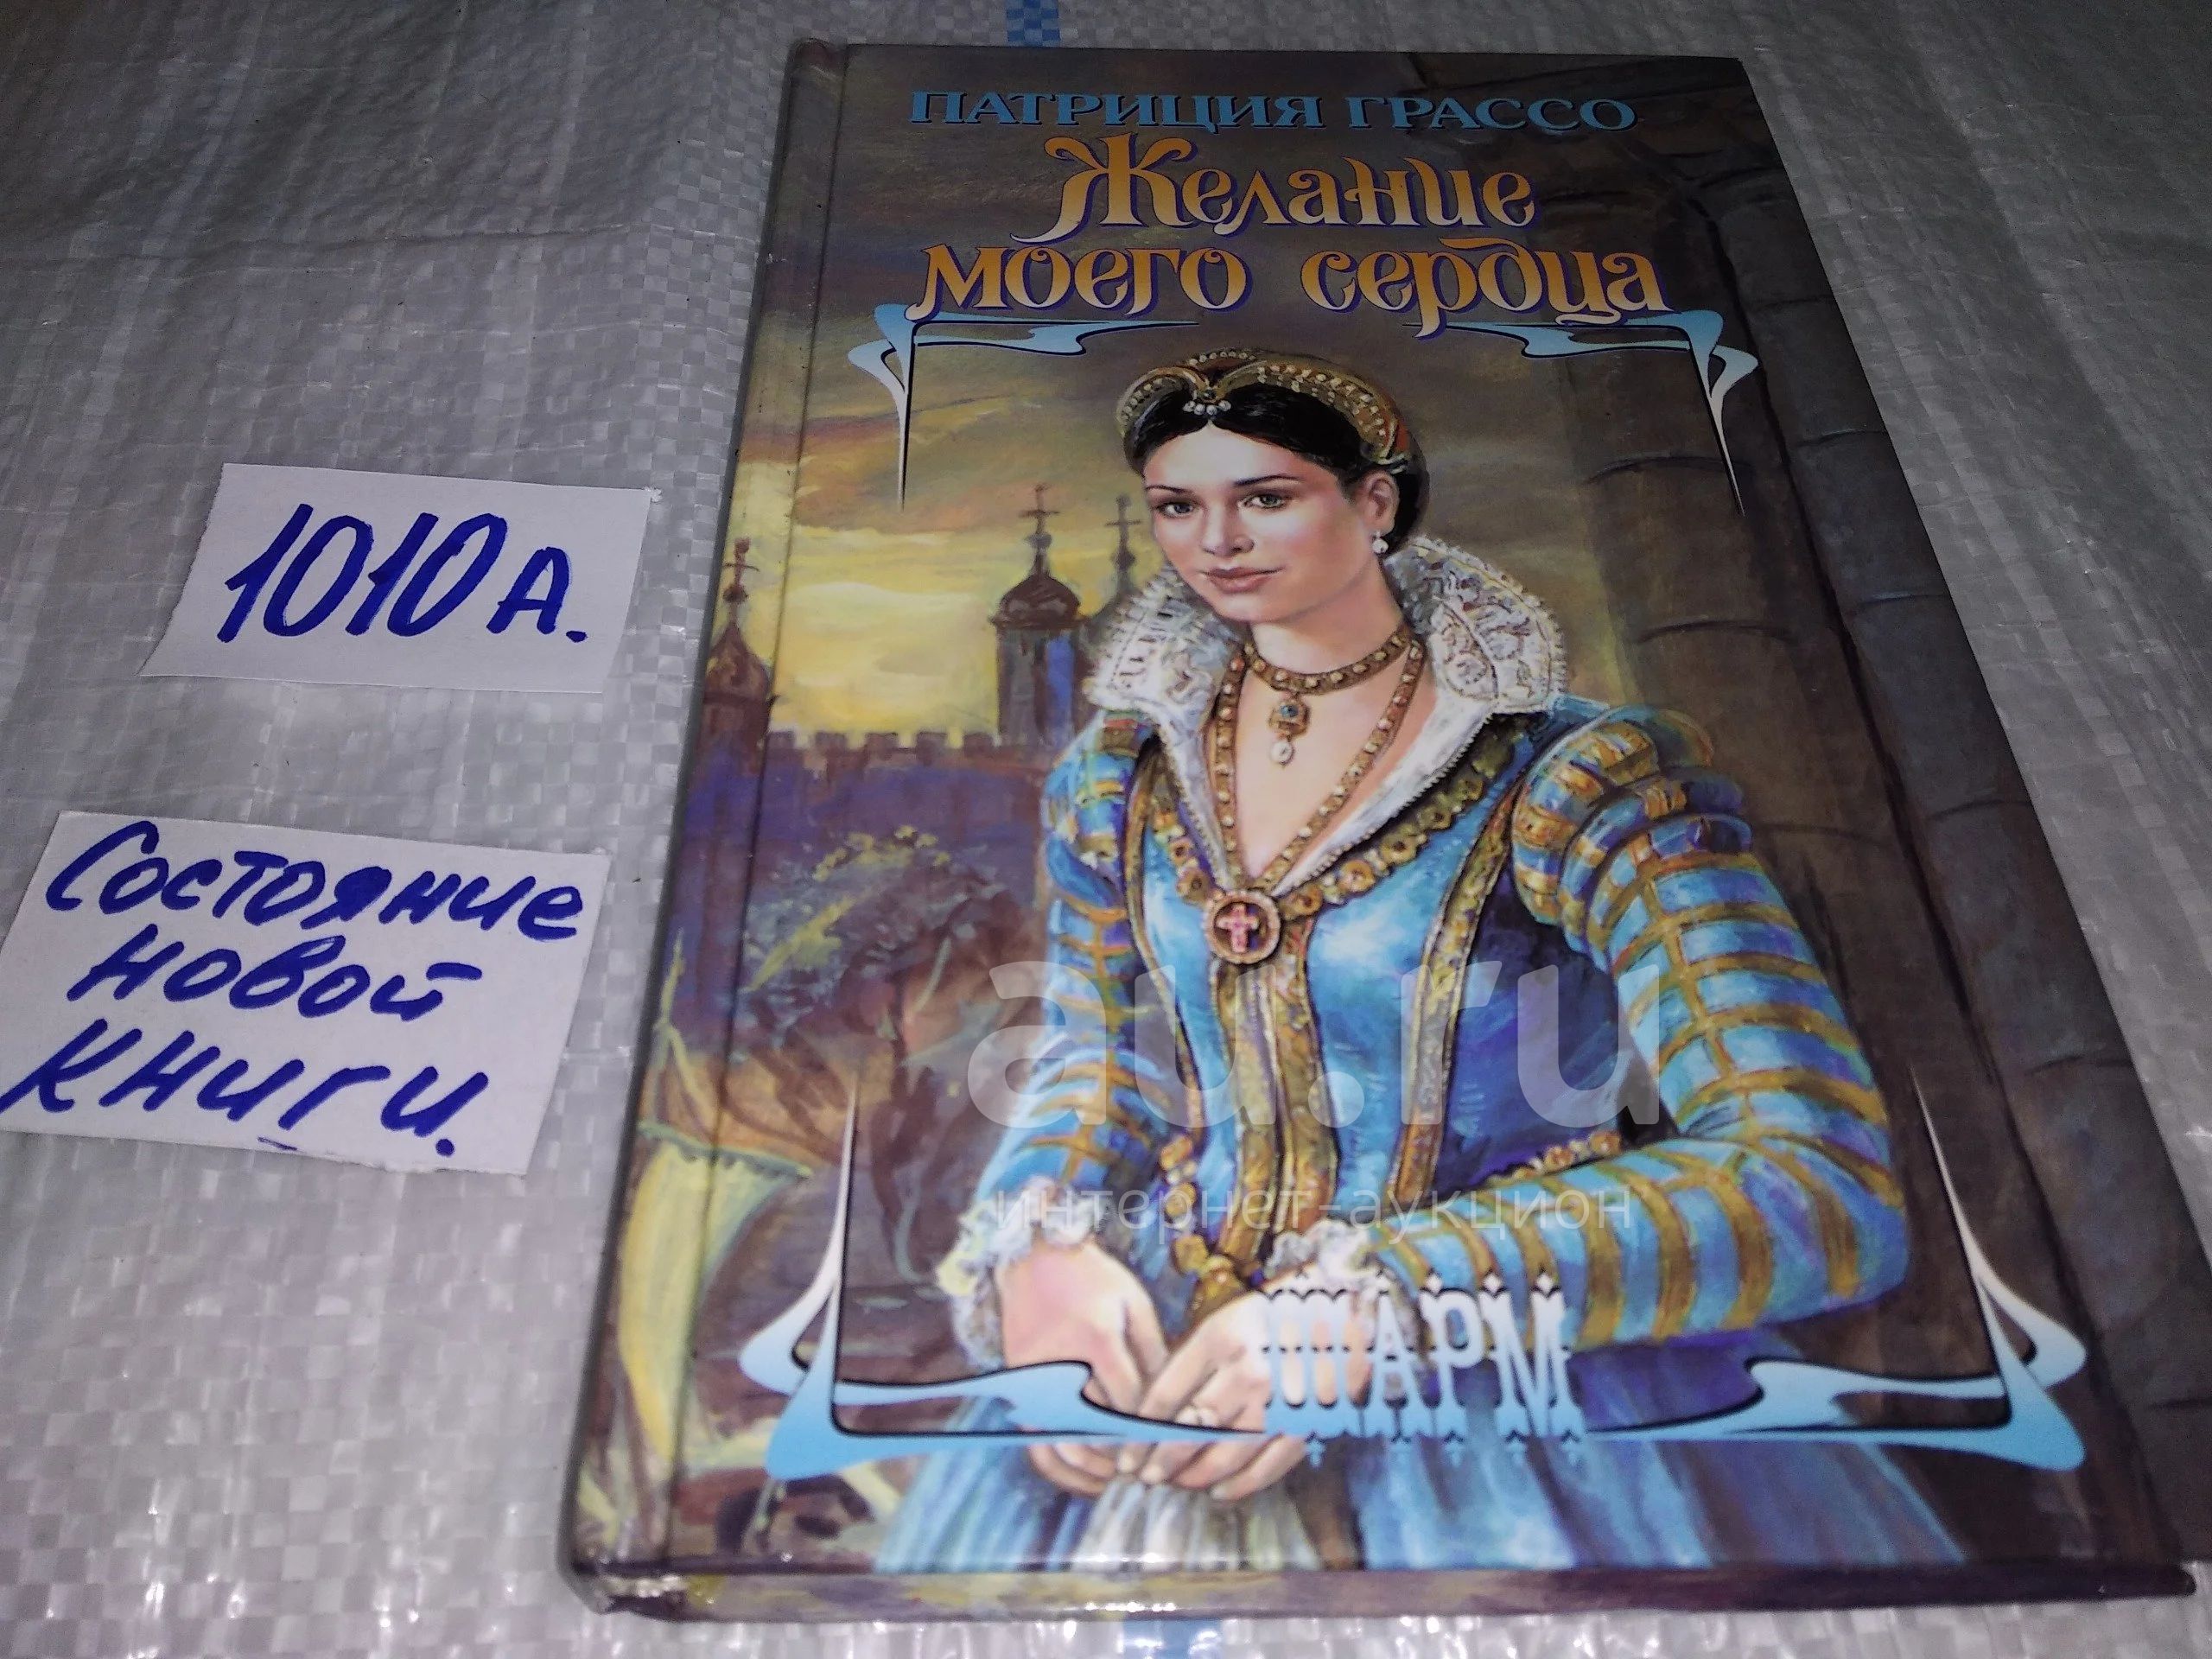 ПАТРИЦИЯ ГРАССО
Желание
моего сердца
1010 А.
Состояние
новой
книги.
au.ru
интернет-аукцион
ШАРМ